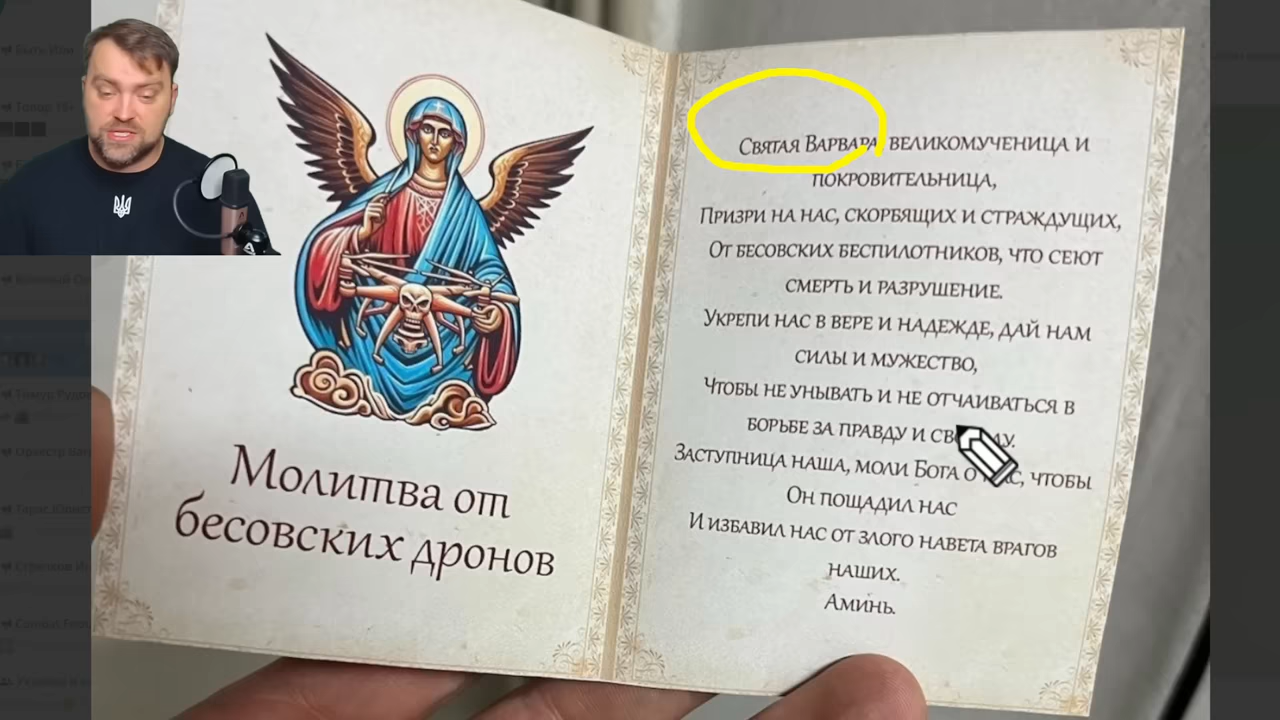 Молитва от
бесовских дронов
Святая Варвара великомученица и
покровительница,
Призри на нас, скорбящих и страждущих,
От бесовских беспилотников, что сеют
смерть и разрушение.
Укрепи нас в вере и надежде, дай нам
силы и мужество,
Чтобы не унывать и не отчаиваться в
борьбе за правду и
Заступница наша, моли Бога о чтобы
Он пощадил нас
И избавил нас от злого навета врагов
наших.
Аминь.